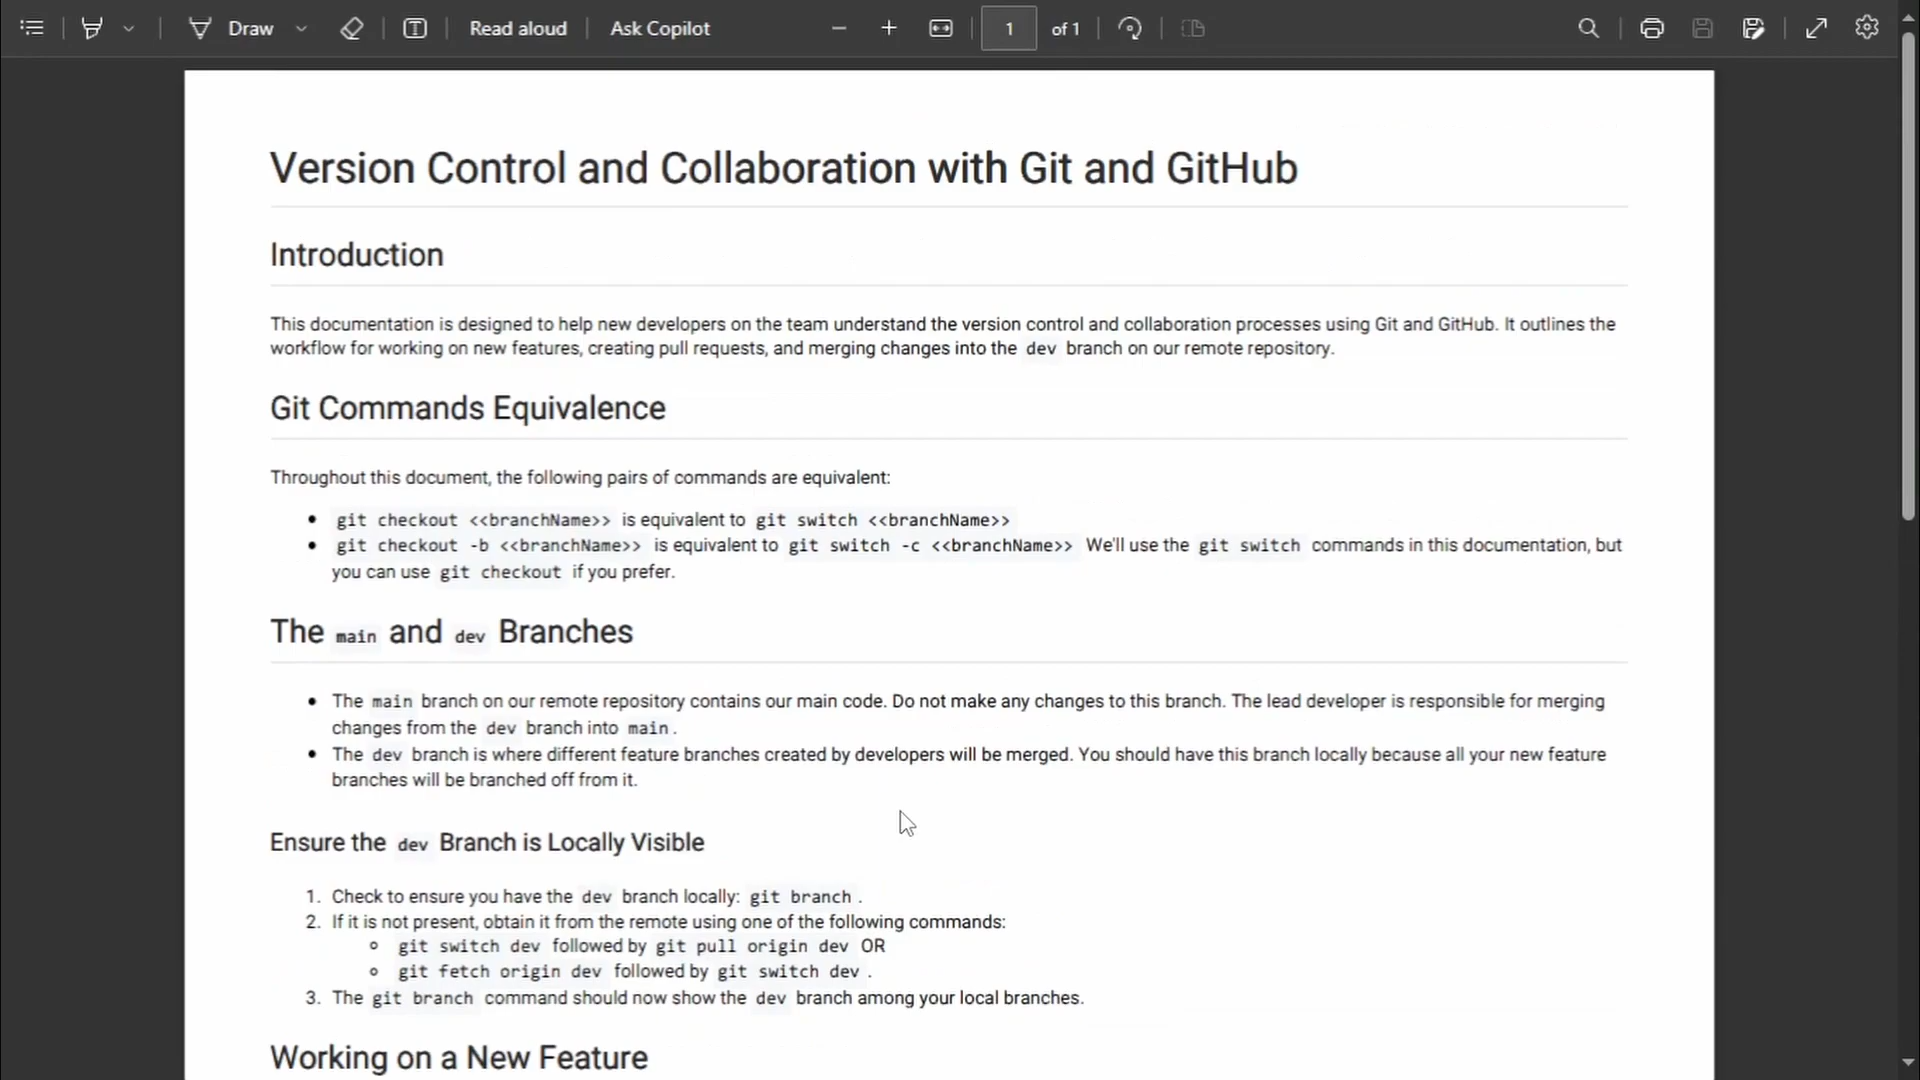 Draw
Read aloud
Ask Copilot
1 of 1
Version Control and Collaboration with Git and GitHub
Introduction
This documentation is designed to help new developers on the team understand the version control and collaboration processes using Git and GitHub. It outlines the
workflow for working on new features, creating pull requests, and merging changes into the dev branch on our remote repository.
Git Commands Equivalence
Throughout this document, the following pairs of commands are equivalent:
• git checkout <<branchName>> is equivalent to git switch <<branchName>>
• git checkout -b <<branchName>> is equivalent to git switch -c <<branchName>> We'll use the git switch commands in this documentation, but
you can use git checkout if you prefer.
The main and dev Branches
• The main branch on our remote repository contains our main code. Do not make any changes to this branch. The lead developer is responsible for merging
changes from the dev branch into main.
• The dev branch is where different feature branches created by developers will be merged. You should have this branch locally because all your new feature
branches will be branched off from it.
Ensure the dev Branch is Locally Visible
1. Check to ensure you have the dev branch locally: git branch.
2. If it is not present, obtain it from the remote using one of the following commands:
○ git switch dev followed by git pull origin dev OR
○ git fetch origin dev followed by git switch dev.
3. The git branch command should now show the dev branch among your local branches.
Working on a New Feature